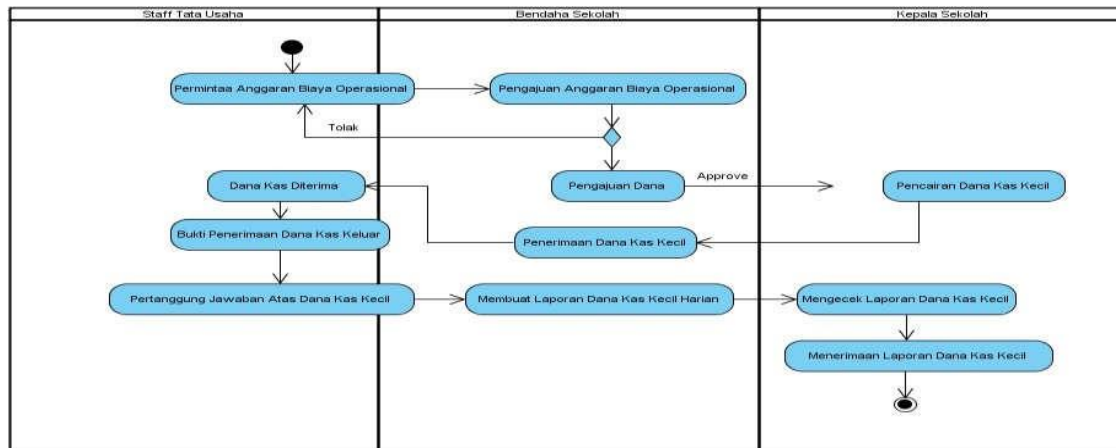 Staff Tata Usaha
Bendaha Sekolah
Kepala Sekolah
Permintaa Anggaran Biaya Operasional
Pengajuan Anggaran Biaya Operasional
Tolak
Dana Kas Diterima
Pengajuan Dana
Approve
Pencairan Dana Kas Kecil
Bukti Penerimaan Dana Kas Keluar
Penerimaan Dana Kas Kecil
Pertanggung Jawaban Atas Dana Kas Kecil
Membuat Laporan Dana Kas Kecil Harian
Mengecek Laporan Dana Kas Kecil
Menerimaan Laporan Dana Kas Kecil